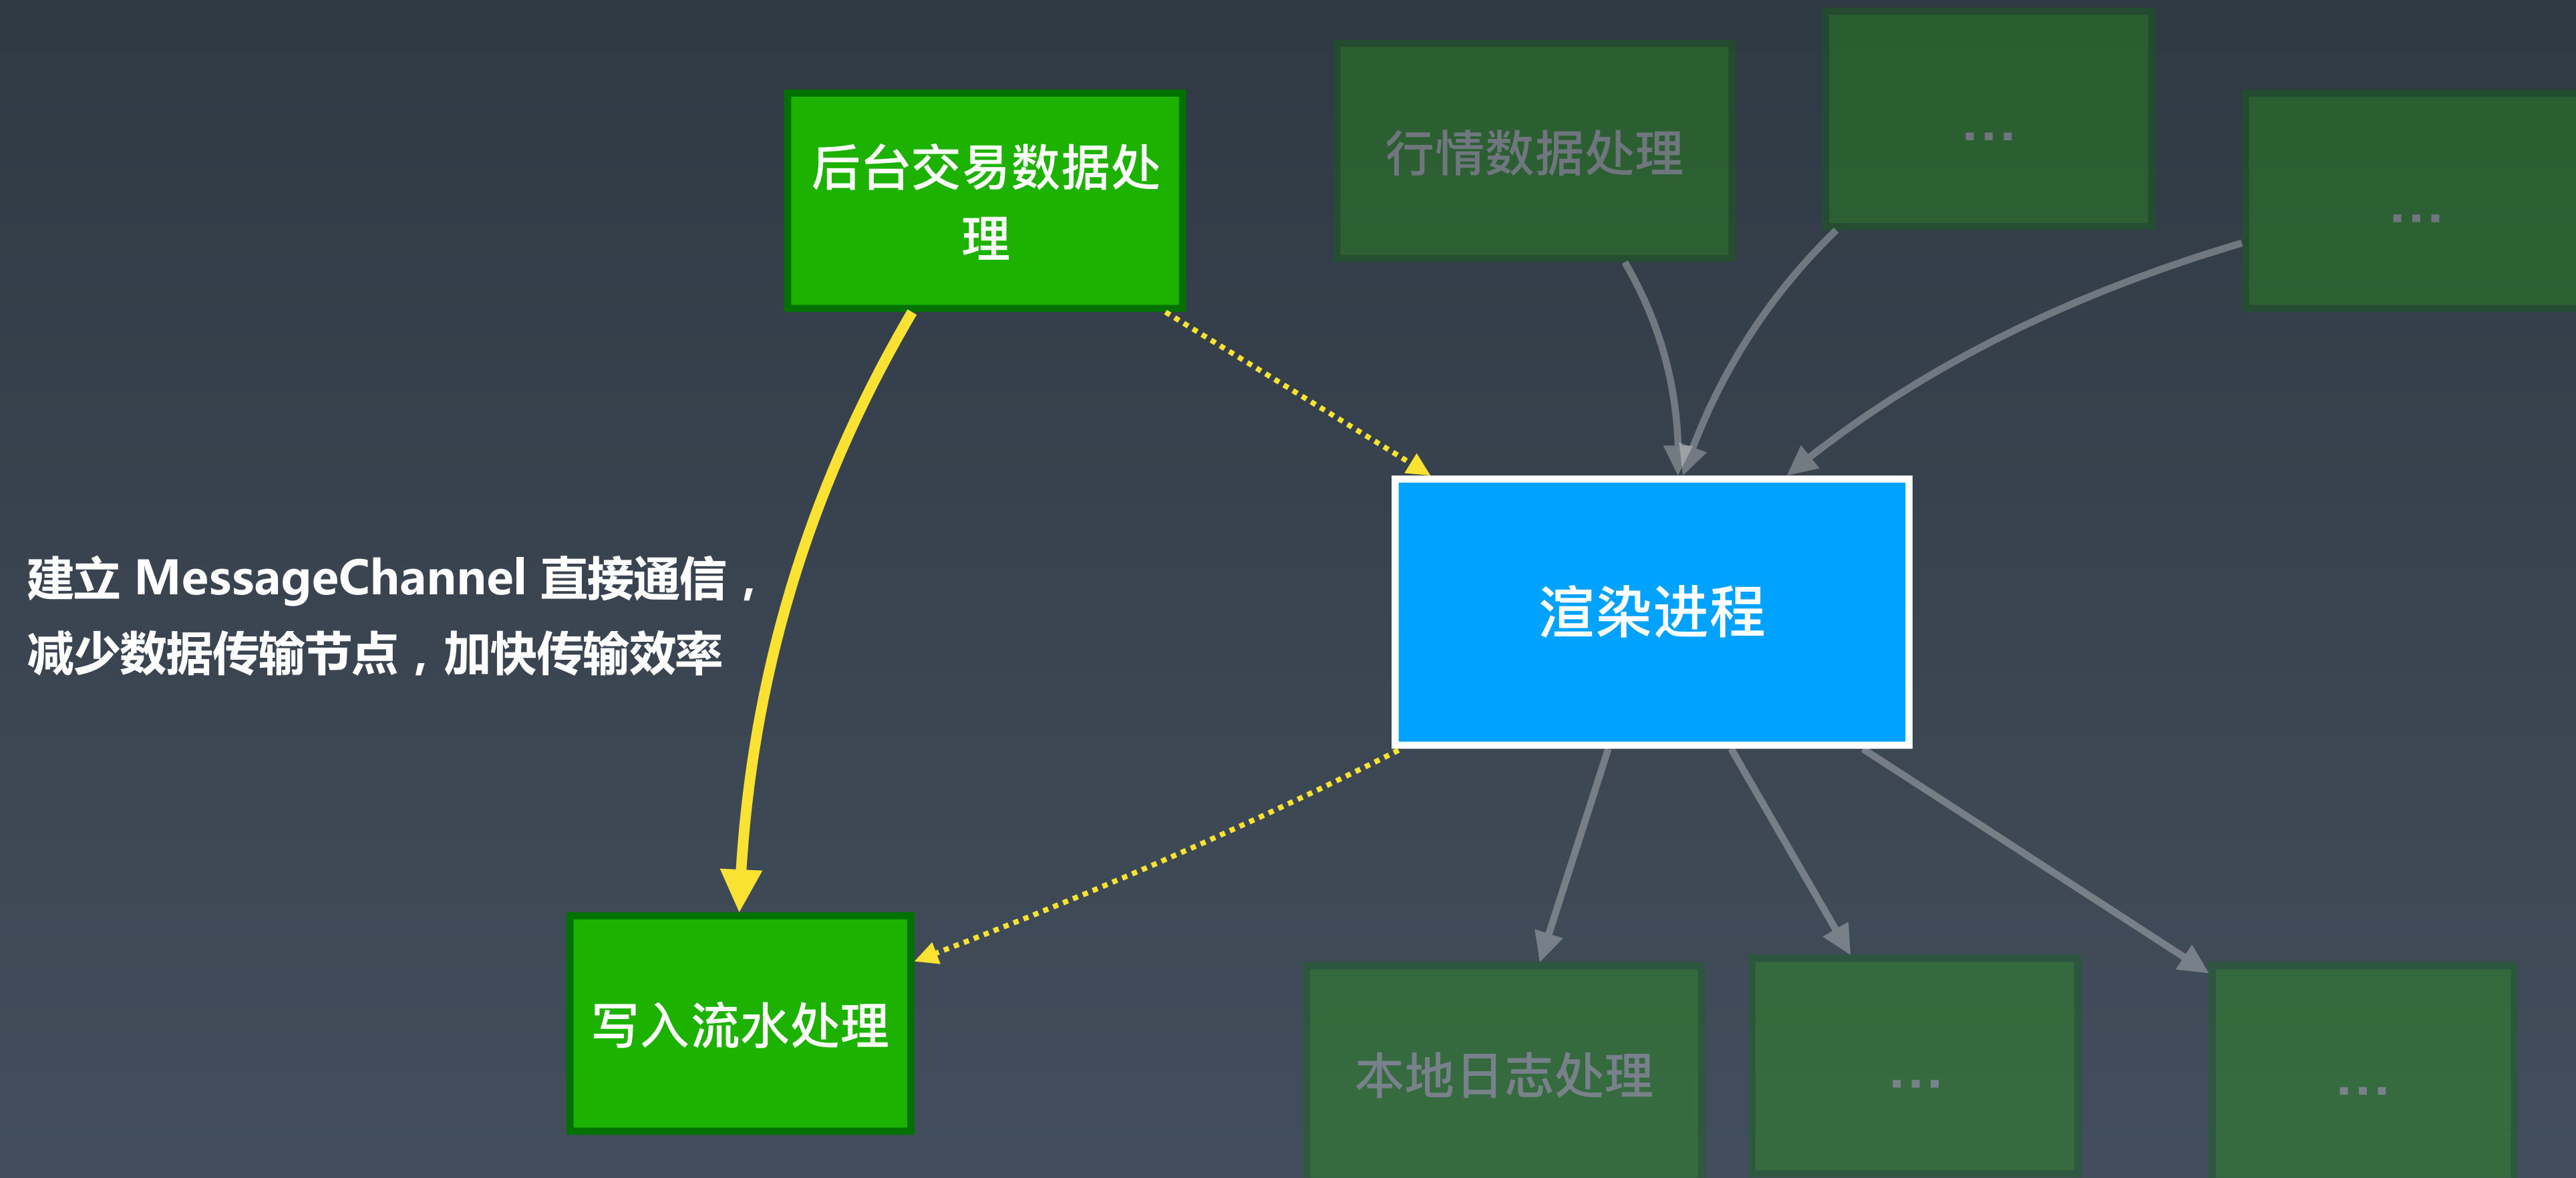 后台交易数据处
理
行情数据处理
...
...
建立 MessageChannel 直接通信，
减少数据传输节点，加快传输效率
渲染进程
写入流水处理
本地日志处理
...
...